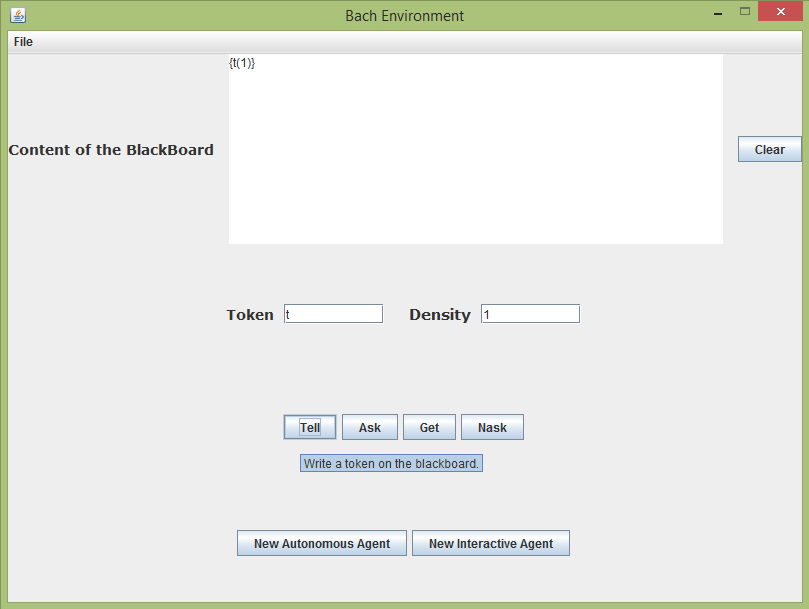 Bach Environment
File
{t(1)}
Content of the BlackBoard
Clear
Token t Density 1
Tell Ask Get Nask
Write a token on the blackboard.
New Autonomous Agent New Interactive Agent